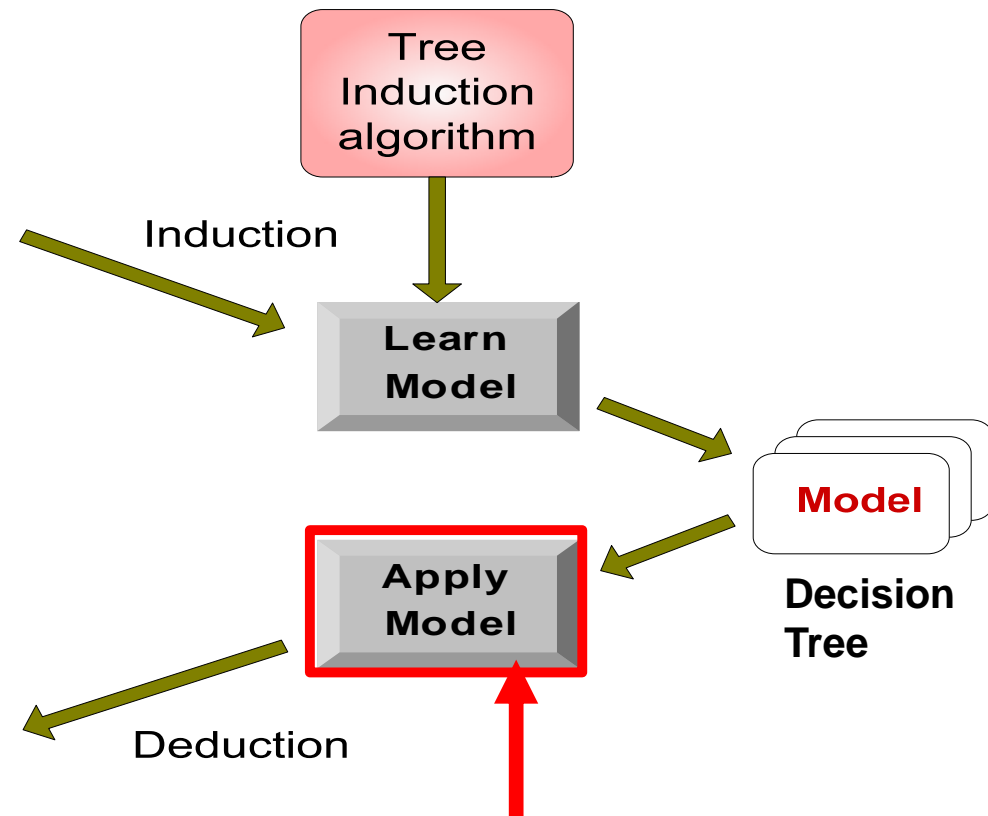 Tree
Induction
algorithm
Induction
Learn
Model
Model
Apply
Model
Decision
Tree
Deduction